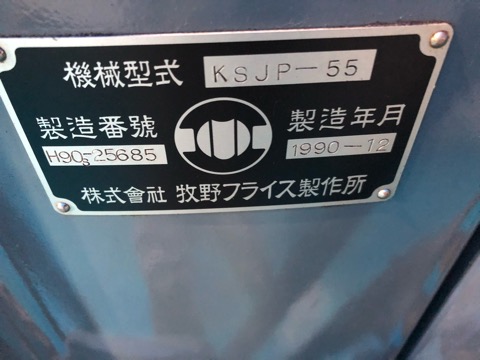 機械型式 KSJP-55
製造番號 製造年月
H90S-25685 1990-12
株式會社 牧野フライス製作所